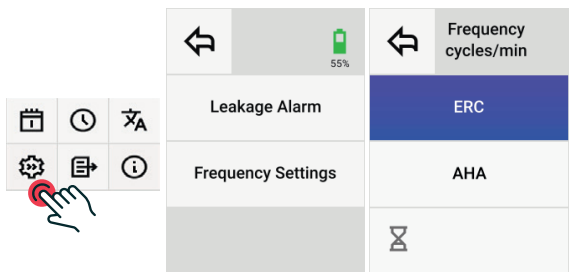 55%
Leakage Alarm
Frequency Settings
Frequency
cycles/min
ERC
AHA